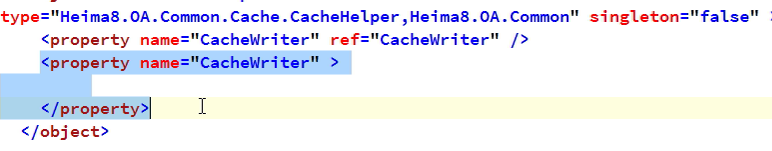 type="Heima8.OA.Common.Cache.CacheHelper,Heima8.OA.Common" singleton="false" >
<property name="CacheWriter" ref="CacheWriter" />
<property name="CacheWriter" >
</property>
</object>